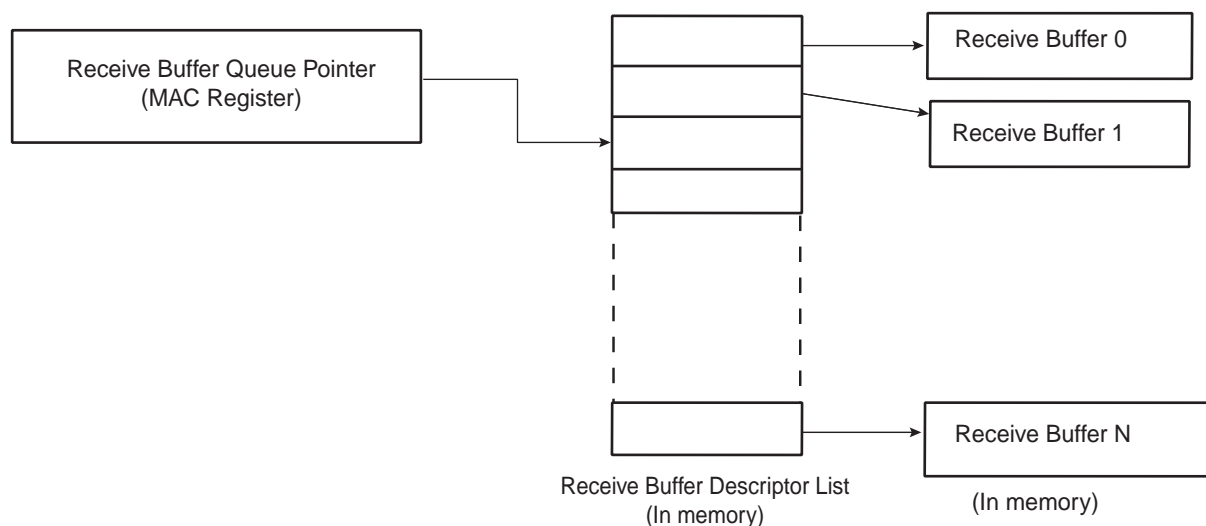 Receive Buffer Queue Pointer
(MAC Register)
Receive Buffer 0
Receive Buffer 1
Receive Buffer N
Receive Buffer Descriptor List
(In memory)
(In memory)